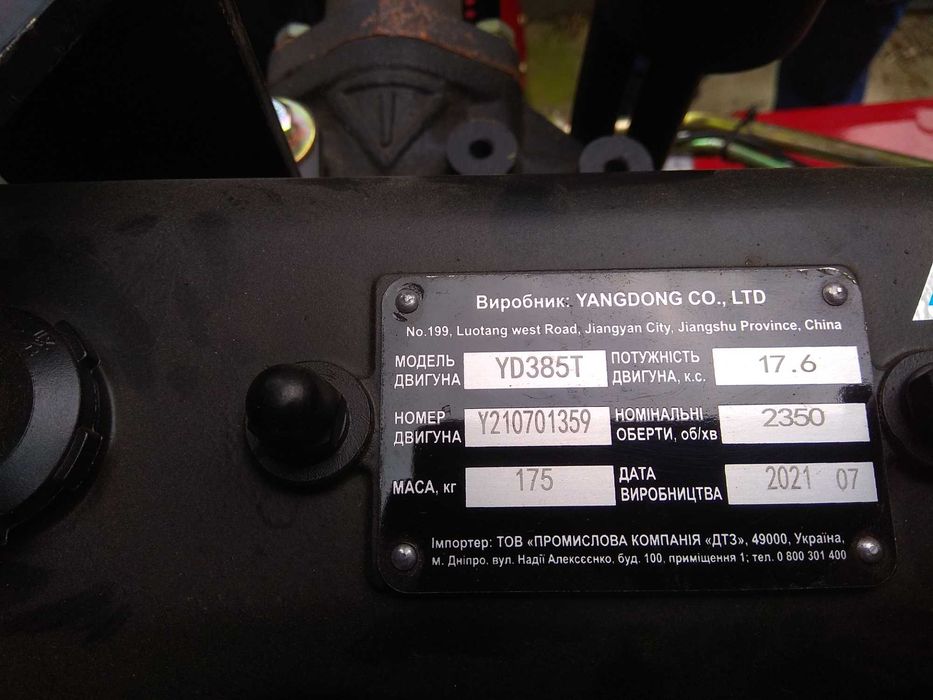 Виробник: YANGDONG CO., LTD
No.199, Luotang west Road, Jiangyan City, Jiangshu Province, China
МОДЕЛЬ ДВИГУНА YD385T
ПОТУЖНІСТЬ ДВИГУНА, к.с. 17.6
НОМЕР ДВИГУНА Y210701359
НОМІНАЛЬНІ ОБЕРТИ, об/хв 2350
МАСА, кг 175
ДАТА ВИРОБНИЦТВА 2021 07
Імпортер: ТОВ «ПРОМИСЛОВА КОМПАНІЯ «ДТЗ», 49000, Україна,
м. Дніпро, вул. Надії Алексєєнко, буд. 100, приміщення 1; тел. 0 800 301 400